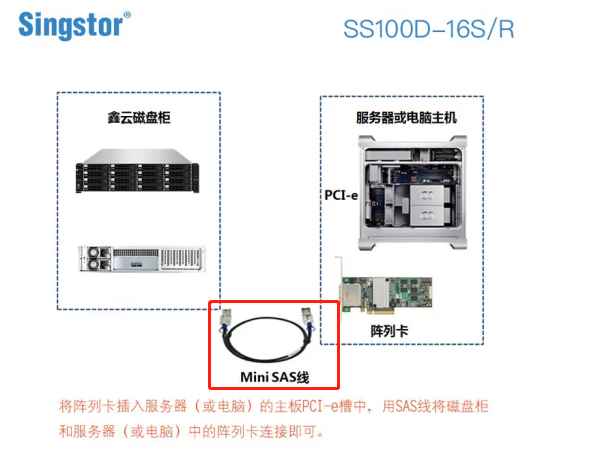 Singstor®
SS100D-16S/R
鑫云磁盘柜
服务器或电脑主机
PCI-e
阵列卡
Mini SAS线
将阵列卡插入服务器（或电脑）的主板PCI-e槽中，用SAS线将磁盘柜
和服务器（或电脑）中的阵列卡连接即可。